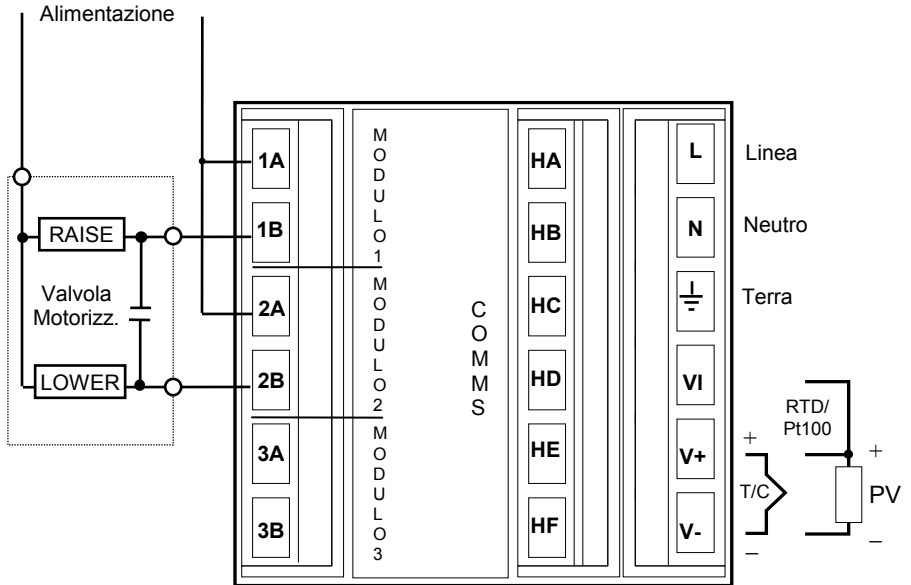 Alimentazione
RAISE
Valvola
Motorizz.
LOWER
1A
1B
2A
2B
3A
3B
MODULO1
MODULO2
MODULO3
COMMS
HA
HB
HC
HD
HE
HF
L
N
VI
V+
V-
Linea
Neutro
Terra
RTD/
Pt100
+
T/C
−
+
PV
−